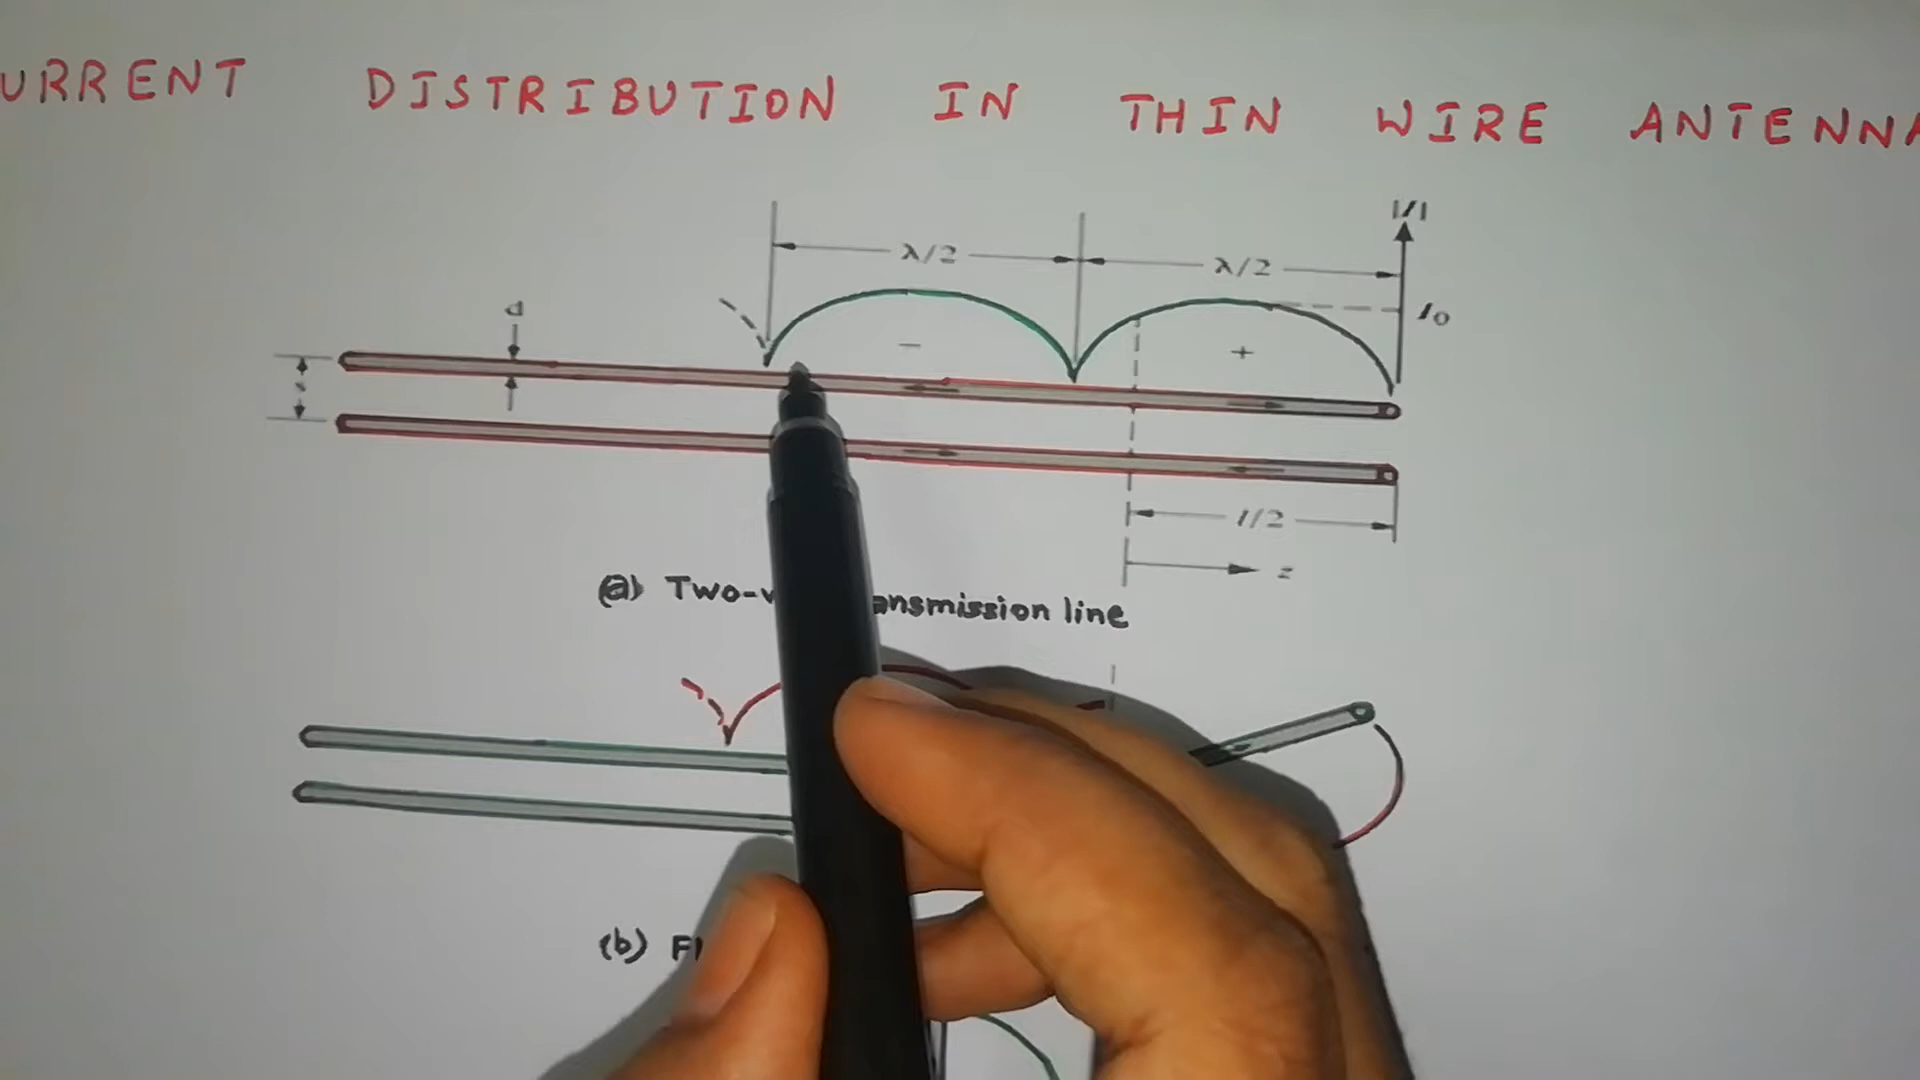 URRENT DISTRIBUTION IN THIN WIRE ANTENNA
λ/2 λ/2
d
I₀
s
− +
l/2
z
(a) Two- ansmission line
(b)